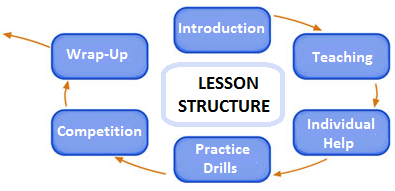 Introduction
Teaching
Individual
Help
Practice
Drills
Competition
Wrap-Up
LESSON
STRUCTURE